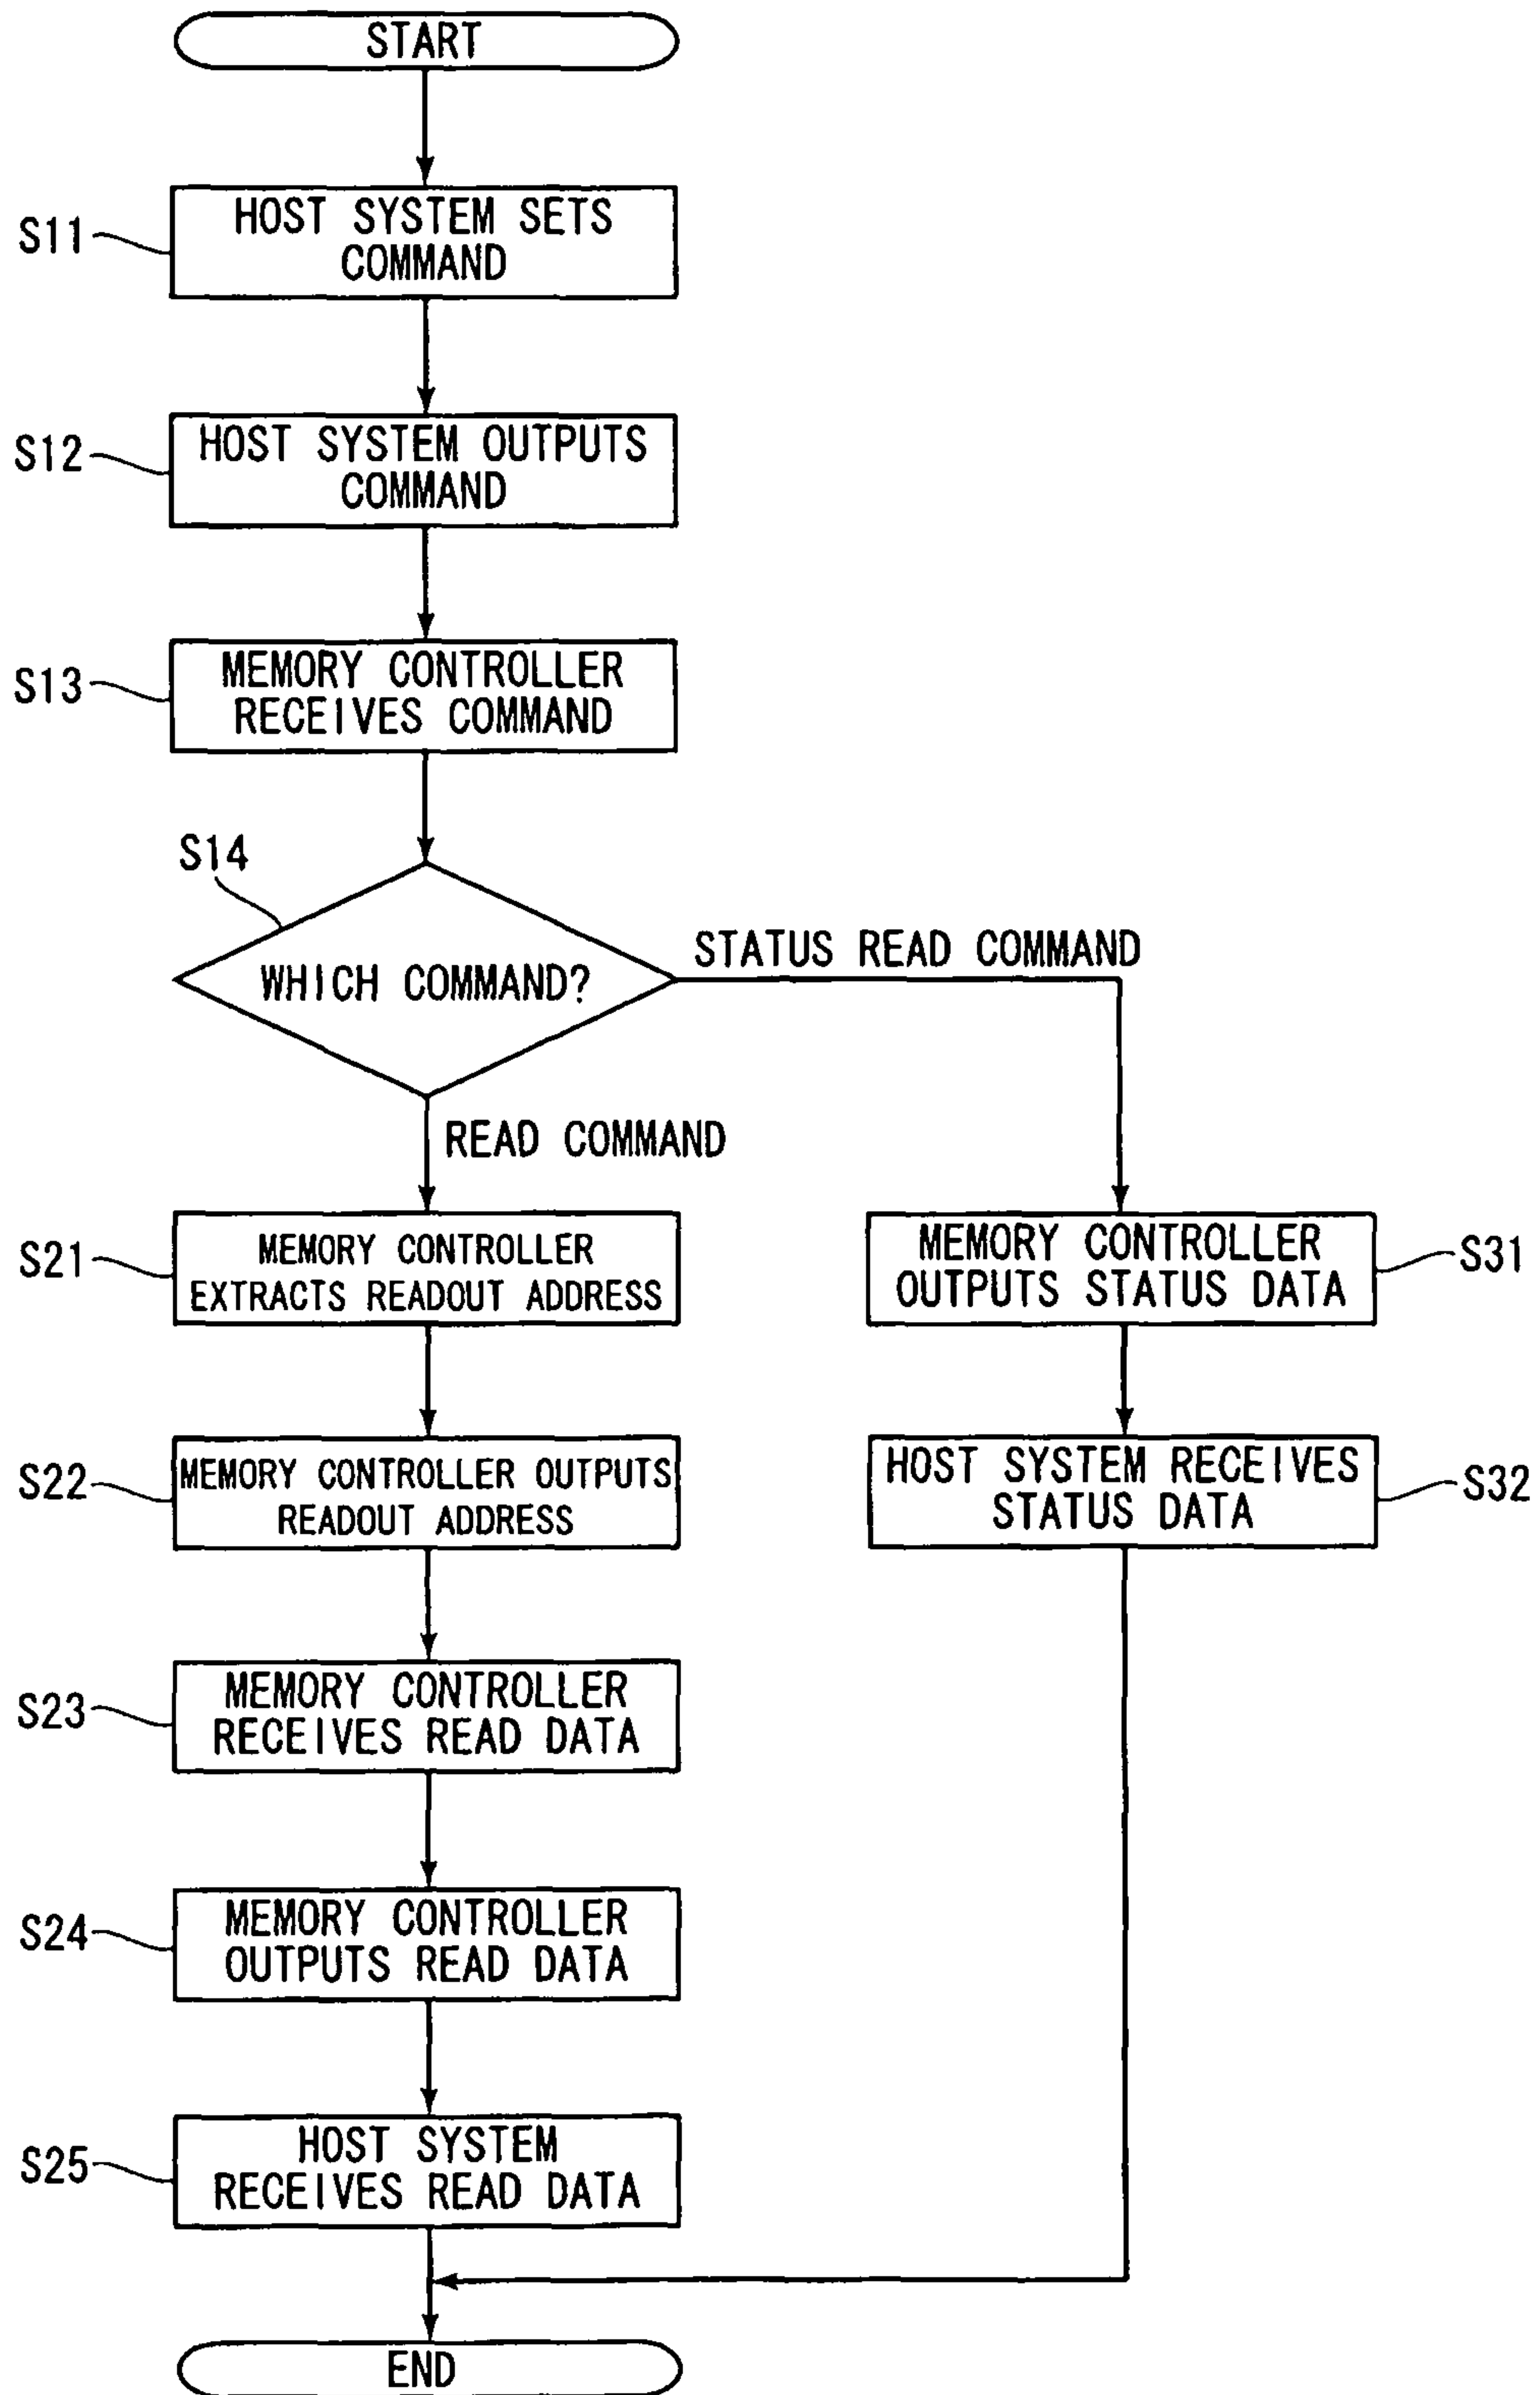 START
S11
HOST SYSTEM SETS
COMMAND
S12
HOST SYSTEM OUTPUTS
COMMAND
S13
MEMORY CONTROLLER
RECEIVES COMMAND
S14
WHICH COMMAND?
STATUS READ COMMAND
READ COMMAND
S21
MEMORY CONTROLLER
EXTRACTS READOUT ADDRESS
MEMORY CONTROLLER
OUTPUTS STATUS DATA
S31
S22
MEMORY CONTROLLER OUTPUTS
READOUT ADDRESS
HOST SYSTEM RECEIVES
STATUS DATA
S32
S23
MEMORY CONTROLLER
RECEIVES READ DATA
S24
MEMORY CONTROLLER
OUTPUTS READ DATA
S25
HOST SYSTEM
RECEIVES READ DATA
END